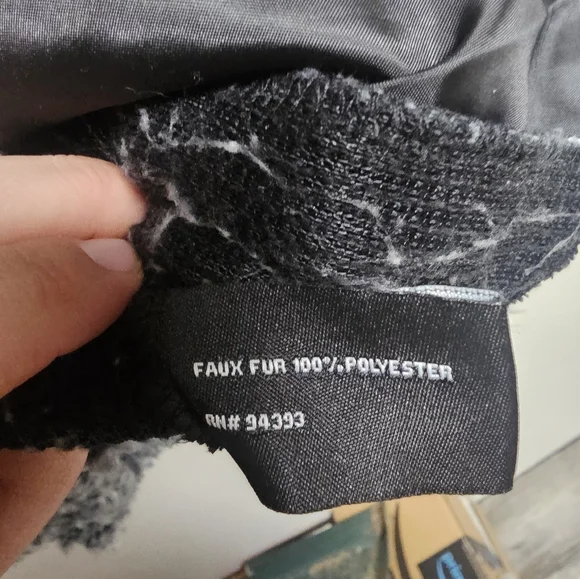 FAUX FUR 100% POLYESTER
RN# 94393